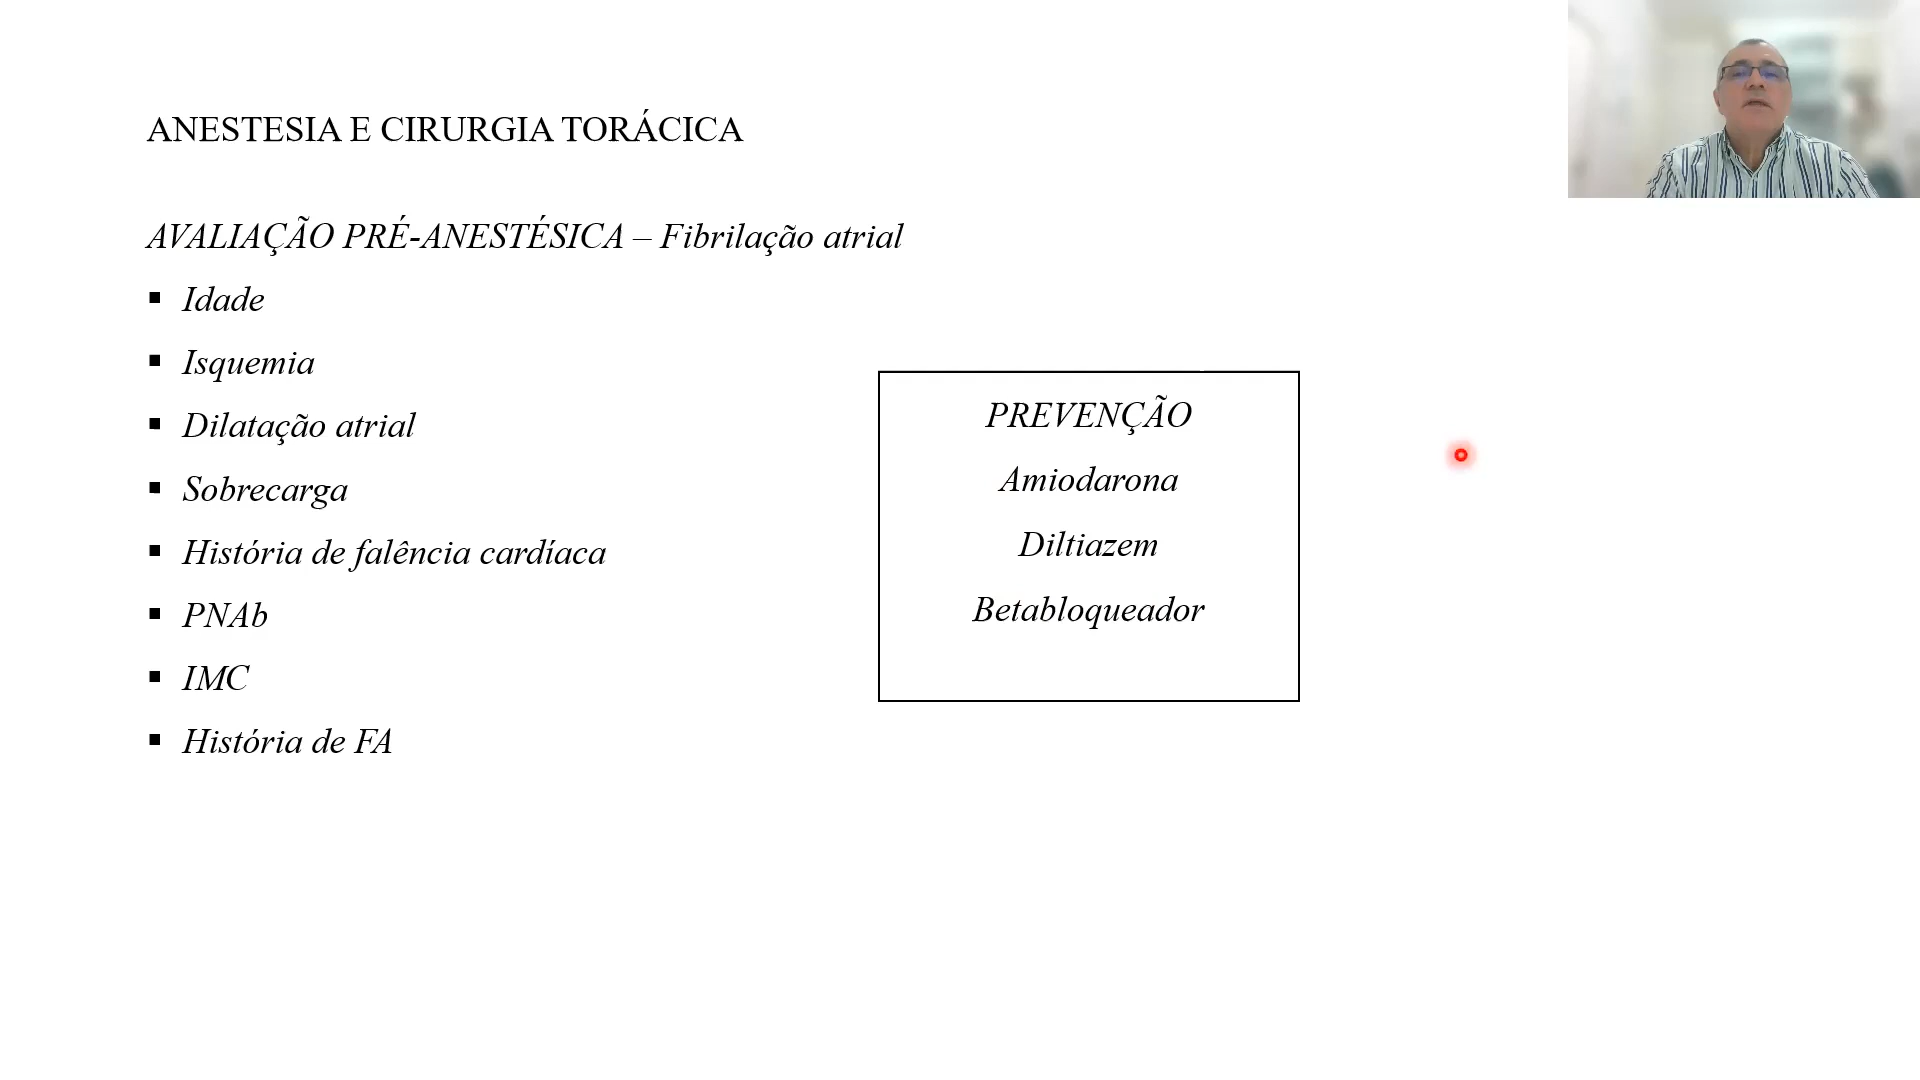 ANESTESIA E CIRURGIA TORÁCICA
AVALIAÇÃO PRÉ-ANESTÉSICA – Fibrilação atrial
▪ Idade
▪ Isquemia
▪ Dilatação atrial
▪ Sobrecarga
▪ História de falência cardíaca
▪ PNAb
▪ IMC
▪ História de FA
PREVENÇÃO
Amiodarona
Diltiazem
Betabloqueador